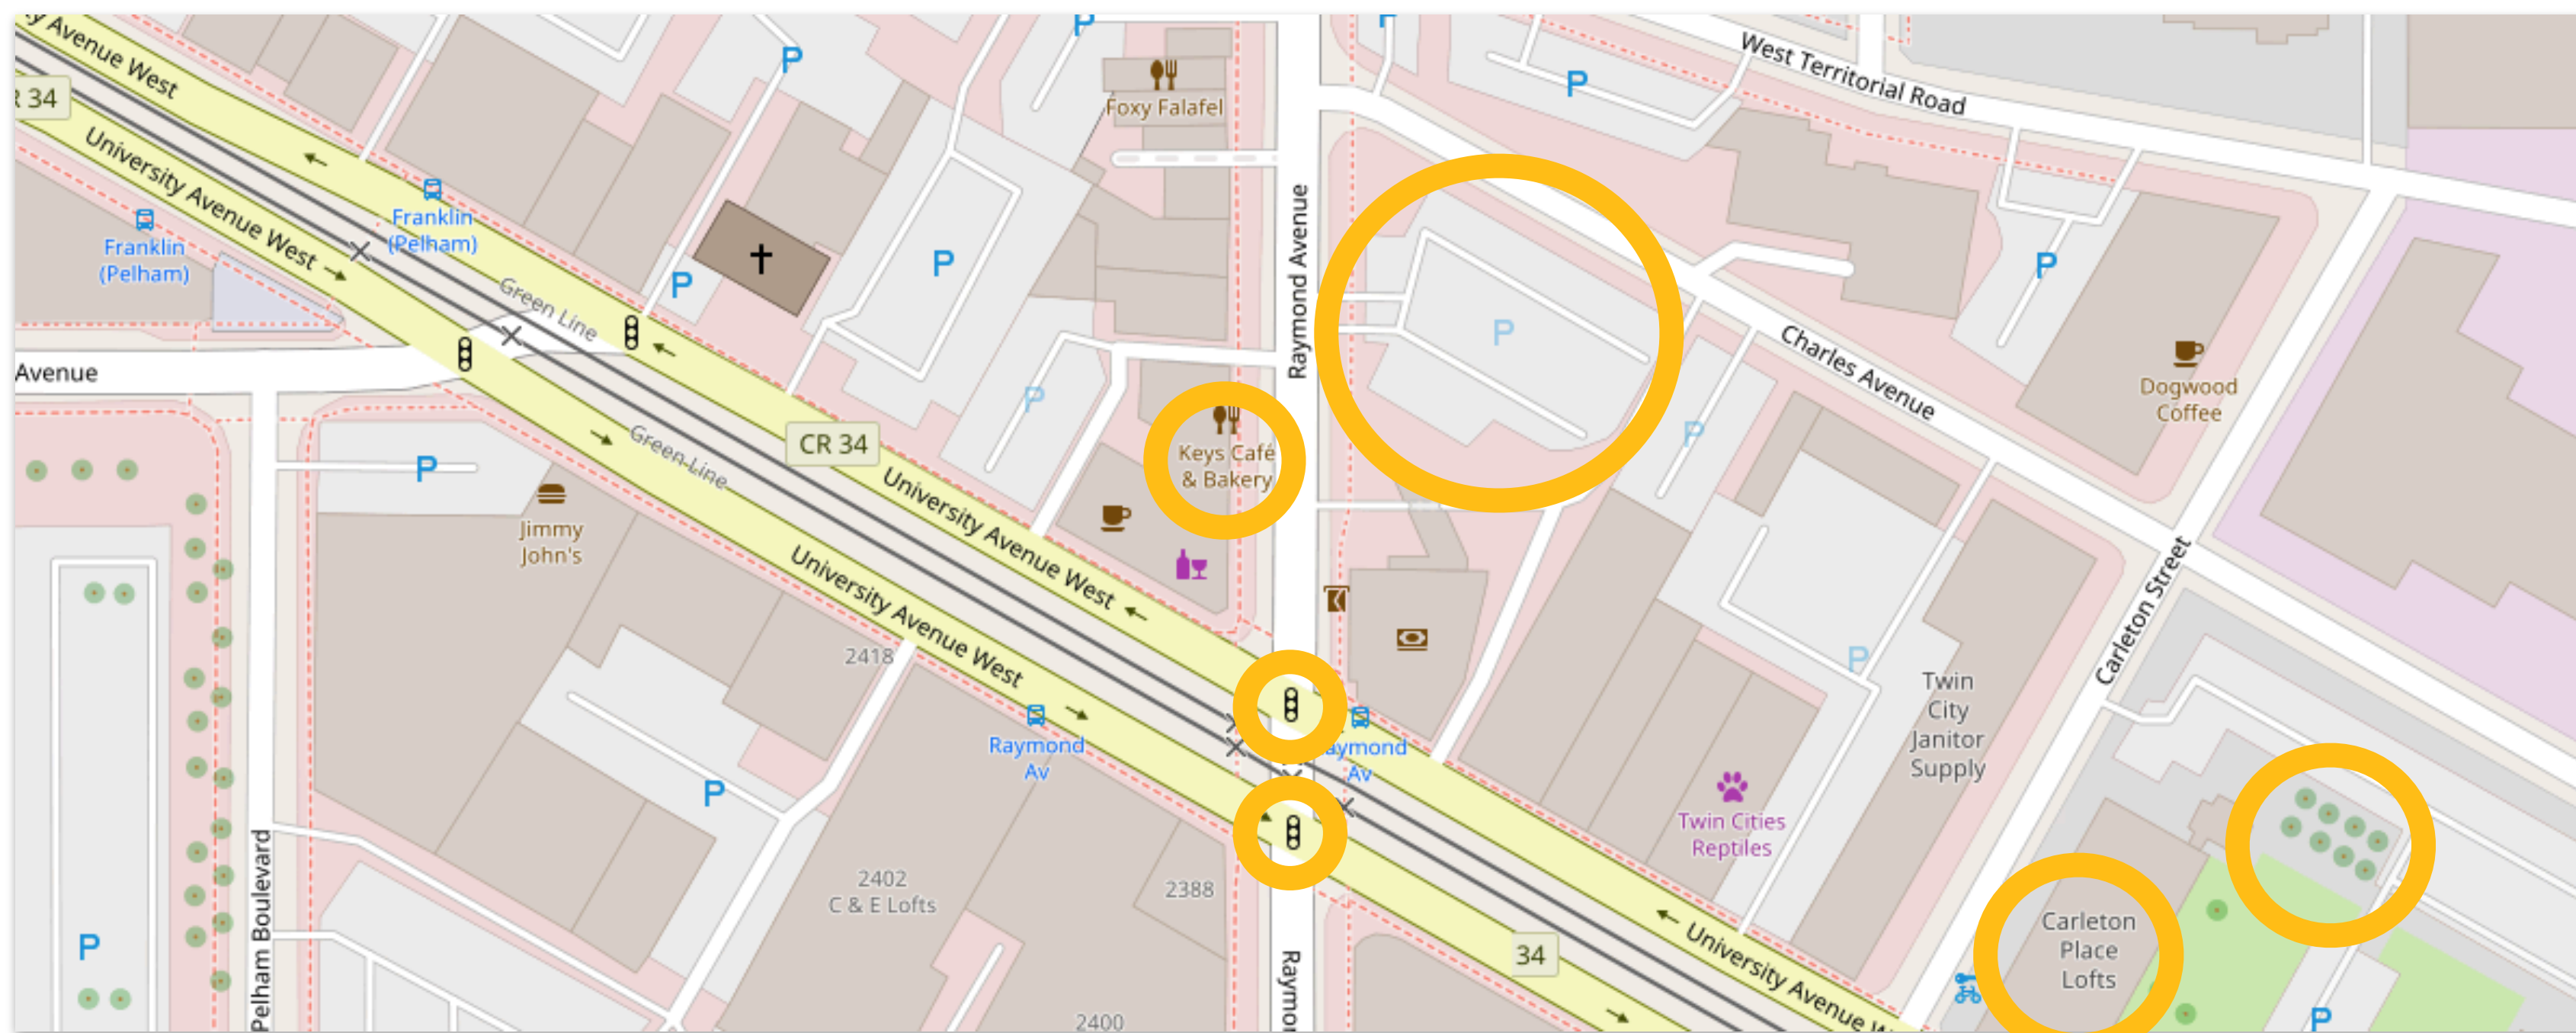 y Avenue West
R 34
University Avenue West
Franklin
(Pelham)
Franklin
(Pelham)
Green Line
Avenue
P
P
P
P
P
P
P
Foxy Falafel
Raymond Avenue
West Territorial Road
P
P
P
Charles Avenue
Dogwood
Coffee
CR 34
Green Line
University Avenue West
Keys Café
& Bakery
P
Jimmy
John's
University Avenue West
2418
Raymond
Av
aymond
Av
P
P
Twin
City
Janitor
Supply
Carleton Street
Twin Cities
Reptiles
P
2402
C & E Lofts
2388
Pelham Boulevard
P
34
University Avenue W
Carleton
Place
Lofts
P
2400
Raymo